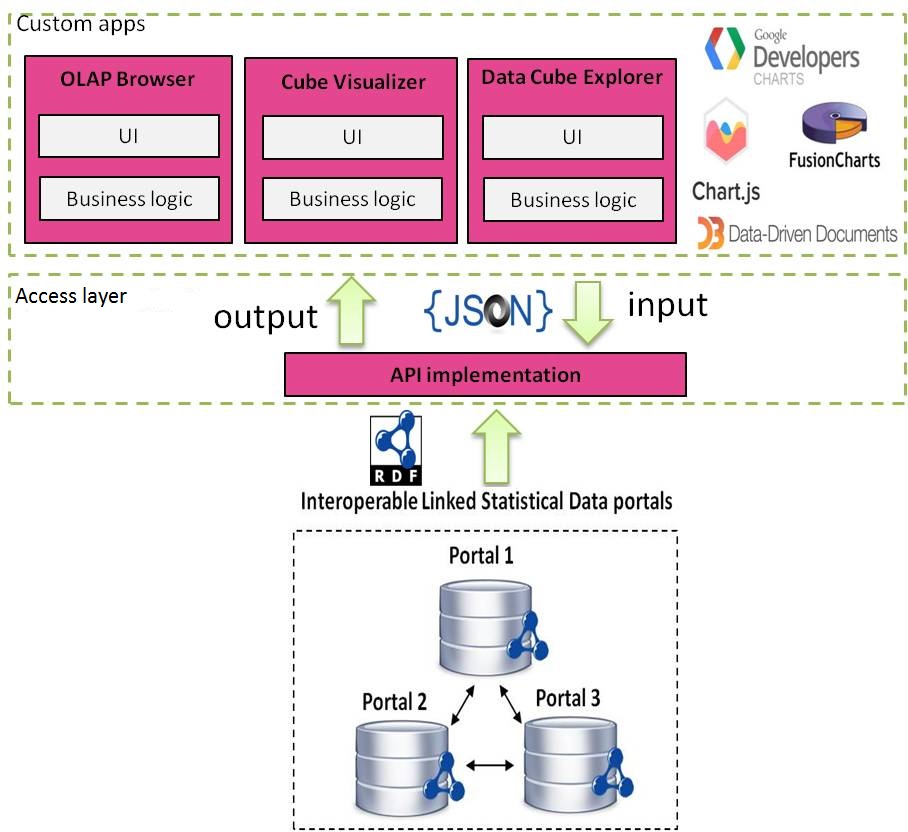 Custom apps
OLAP Browser
UI
Business logic
Cube Visualizer
UI
Business logic
Data Cube Explorer
UI
Business logic
Google
Developers
CHARTS
Chart.js
FusionCharts
D3 Data-Driven Documents
Access layer
output
{JSON}
input
API implementation
RDF
Interoperable Linked Statistical Data portals
Portal 1
Portal 2
Portal 3